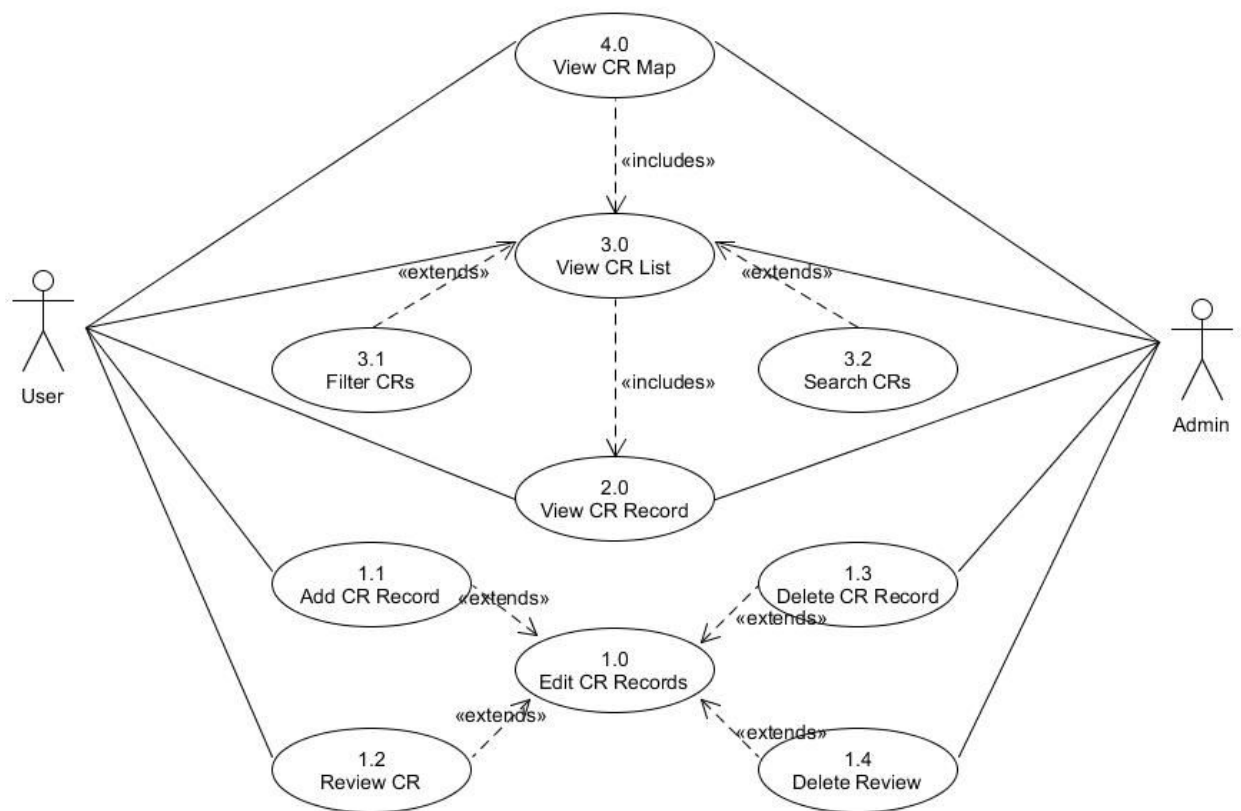 4.0
View CR Map
«includes»
3.0
View CR List
«extends»
«extends»
3.1
Filter CRs
3.2
Search CRs
User
Admin
«includes»
2.0
View CR Record
1.1
Add CR Record
1.3
Delete CR Record
«extends»
«extends»
1.0
Edit CR Records
«extends»
«extends»
1.2
Review CR
1.4
Delete Review